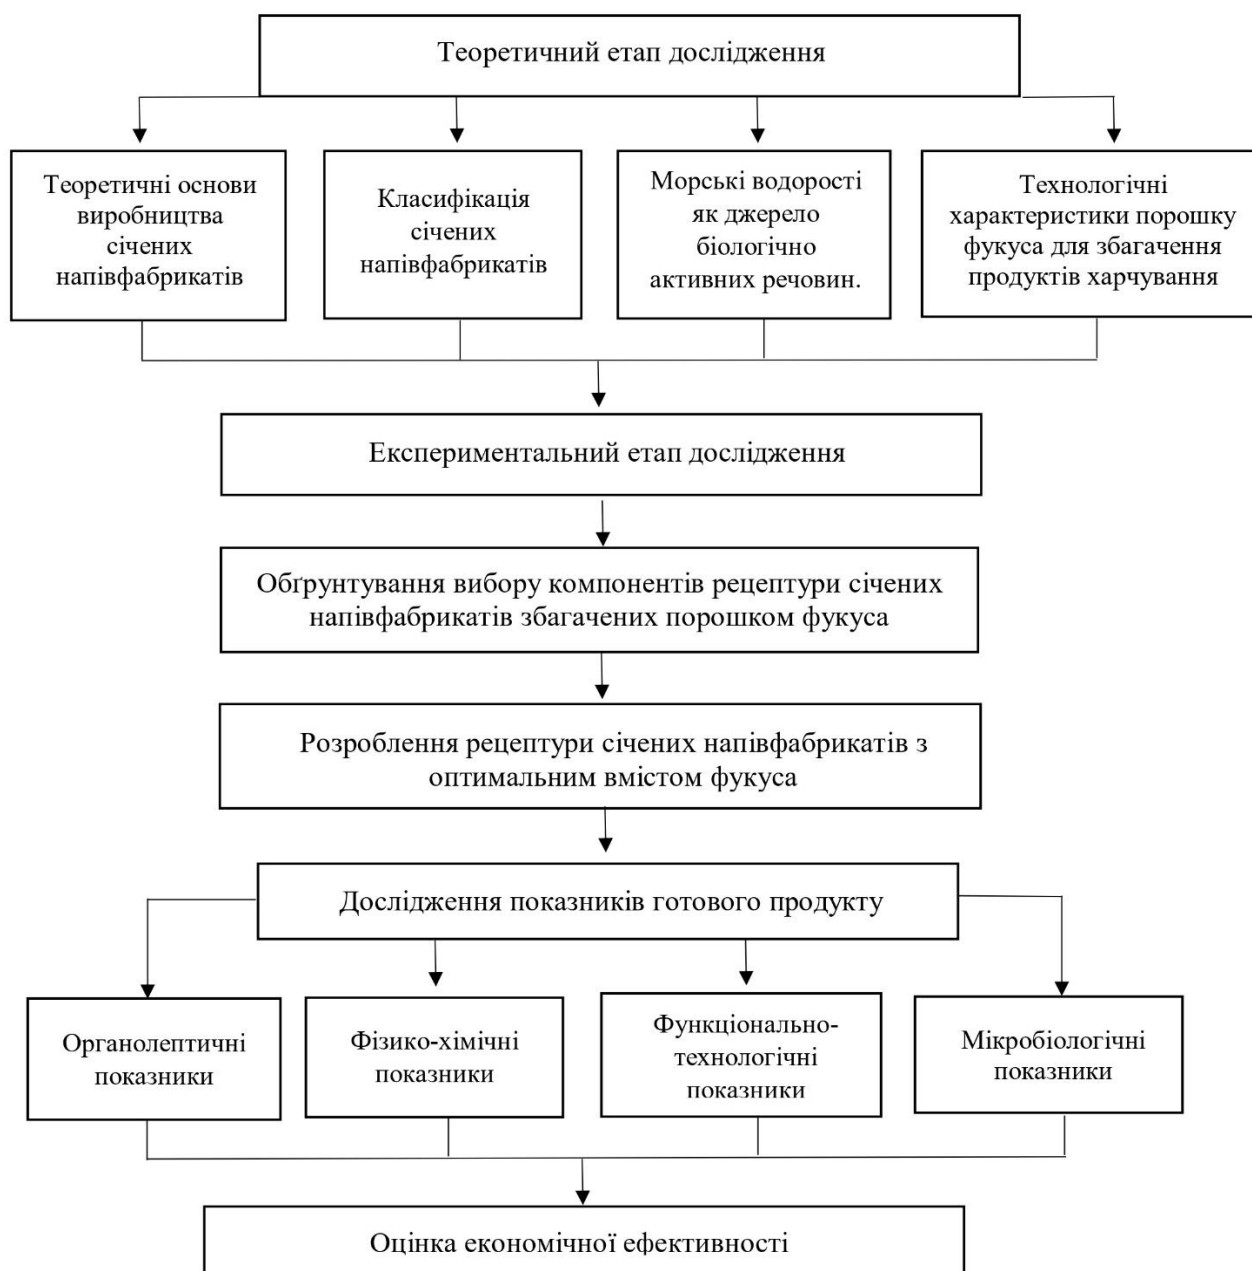 Теоретичний етап дослідження
Теоретичні основи
виробництва
січених
напівфабрикатів
Класифікація
січених
напівфабрикатів
Морські водорості
як джерело
біологічно
активних речовин.
Технологічні
характеристики порошку
фукуса для збагачення
продуктів харчування
Експериментальний етап дослідження
Обґрунтування вибору компонентів рецептури січених
напівфабрикатів збагачених порошком фукуса
Розроблення рецептури січених напівфабрикатів з
оптимальним вмістом фукуса
Дослідження показників готового продукту
Органолептичні
показники
Фізико-хімічні
показники
Функціонально-
технологічні
показники
Мікробіологічні
показники
Оцінка економічної ефективності